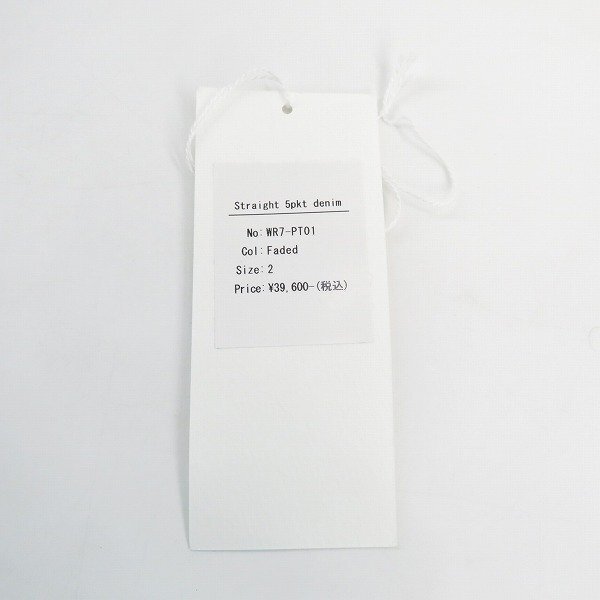 Straight 5pkt denim
No: WR7-PT01
Col: Faded
Size: 2
Price: ¥39,600-(税込)